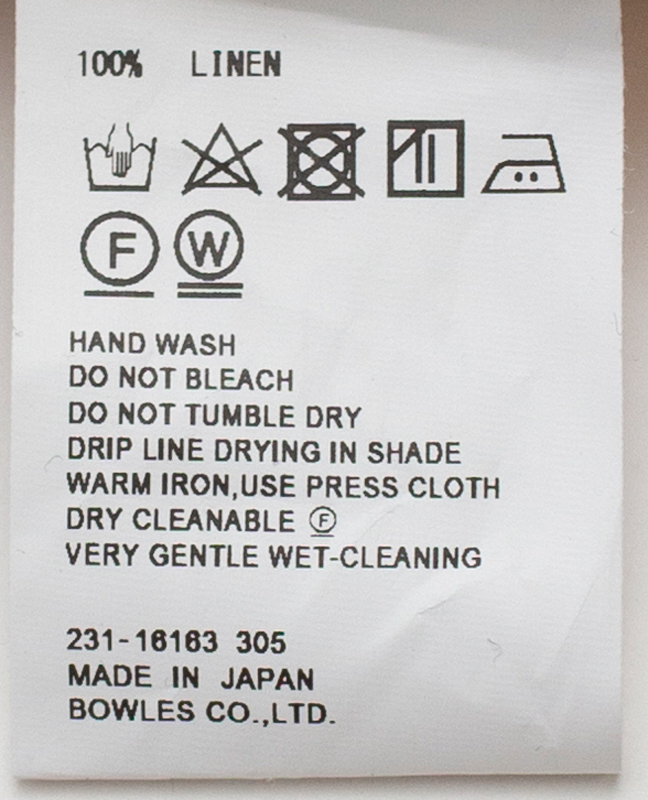 100% LINEN
F W
HAND WASH
DO NOT BLEACH
DO NOT TUMBLE DRY
DRIP LINE DRYING IN SHADE
WARM IRON,USE PRESS CLOTH
DRY CLEANABLE Ⓕ
VERY GENTLE WET-CLEANING
231-16163 305
MADE IN JAPAN
BOWLES CO.,LTD.